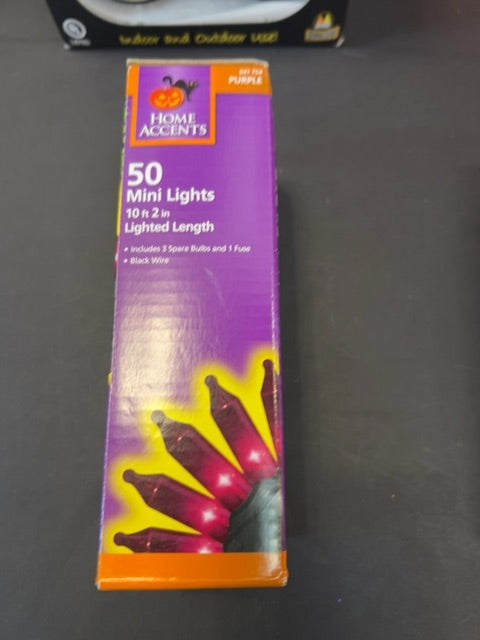 Indoor and Outdoor USE!
PURPLE
HOME
ACCENTS
50
Mini Lights
10 ft 2 in
Lighted Length
• Includes 3 Spare Bulbs and 1 Fuse
• Black Wire